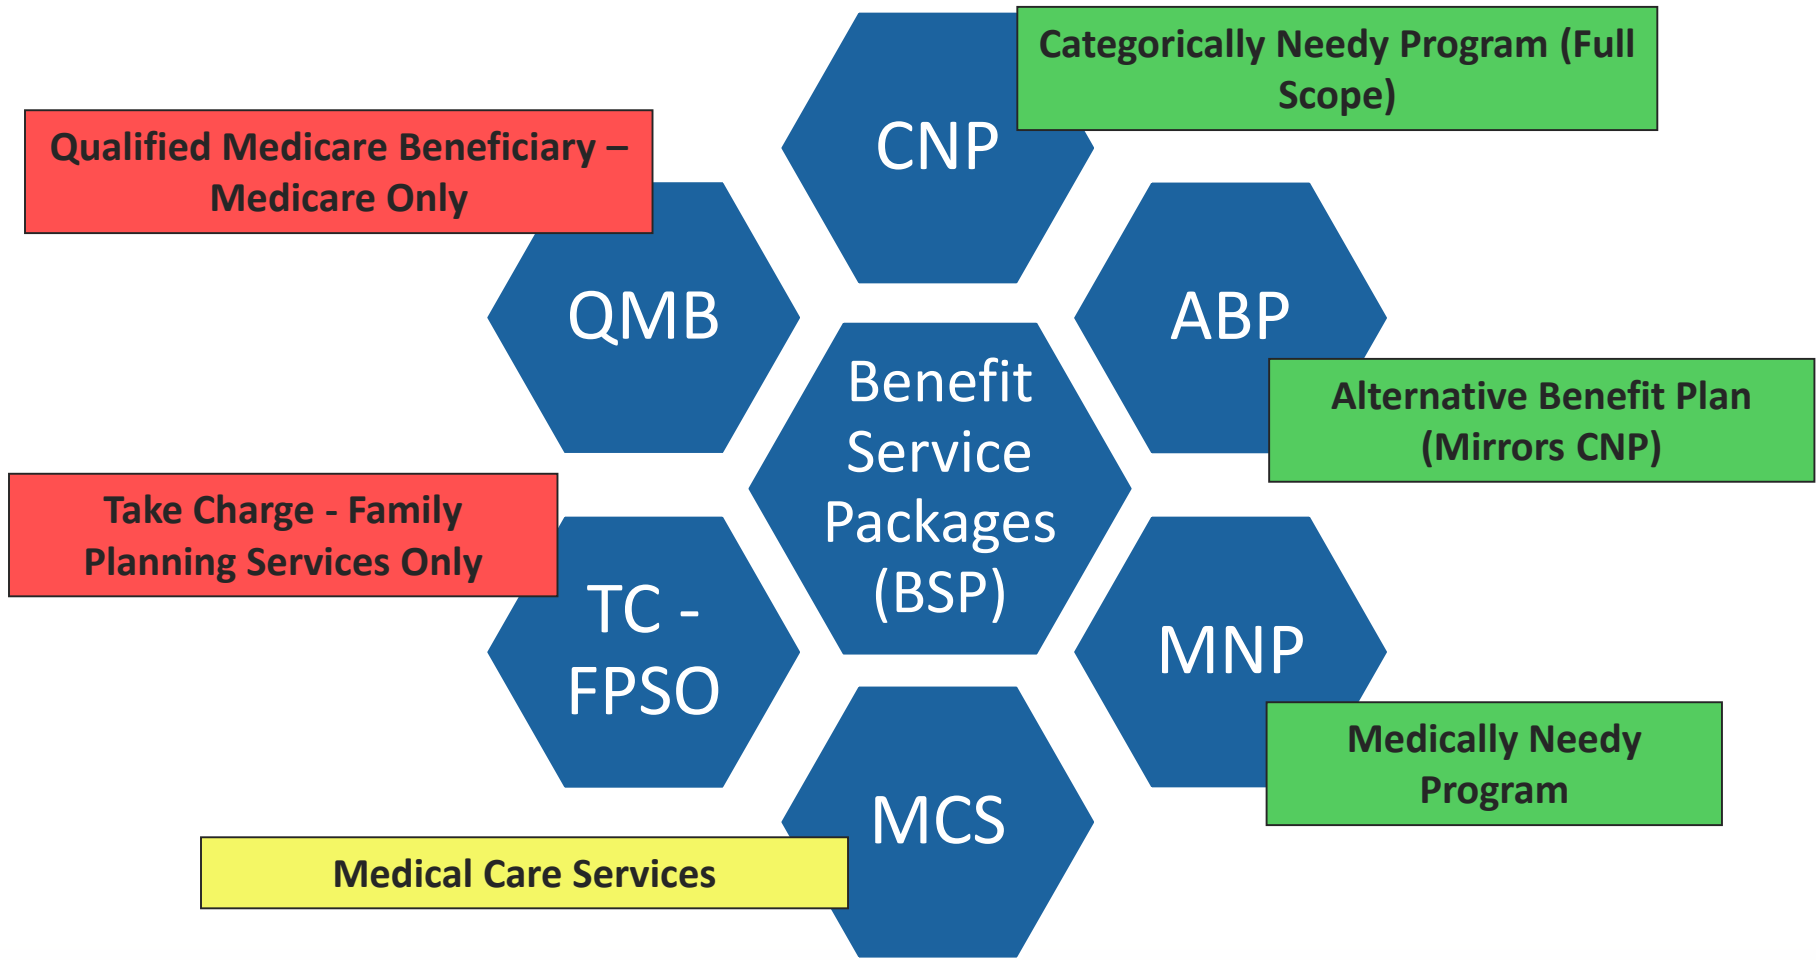 CNP
Categorically Needy Program (Full
Scope)
Qualified Medicare Beneficiary –
Medicare Only
QMB
ABP
Alternative Benefit Plan
(Mirrors CNP)
Benefit
Service
Packages
(BSP)
Take Charge - Family
Planning Services Only
TC -
FPSO
MNP
Medically Needy
Program
MCS
Medical Care Services